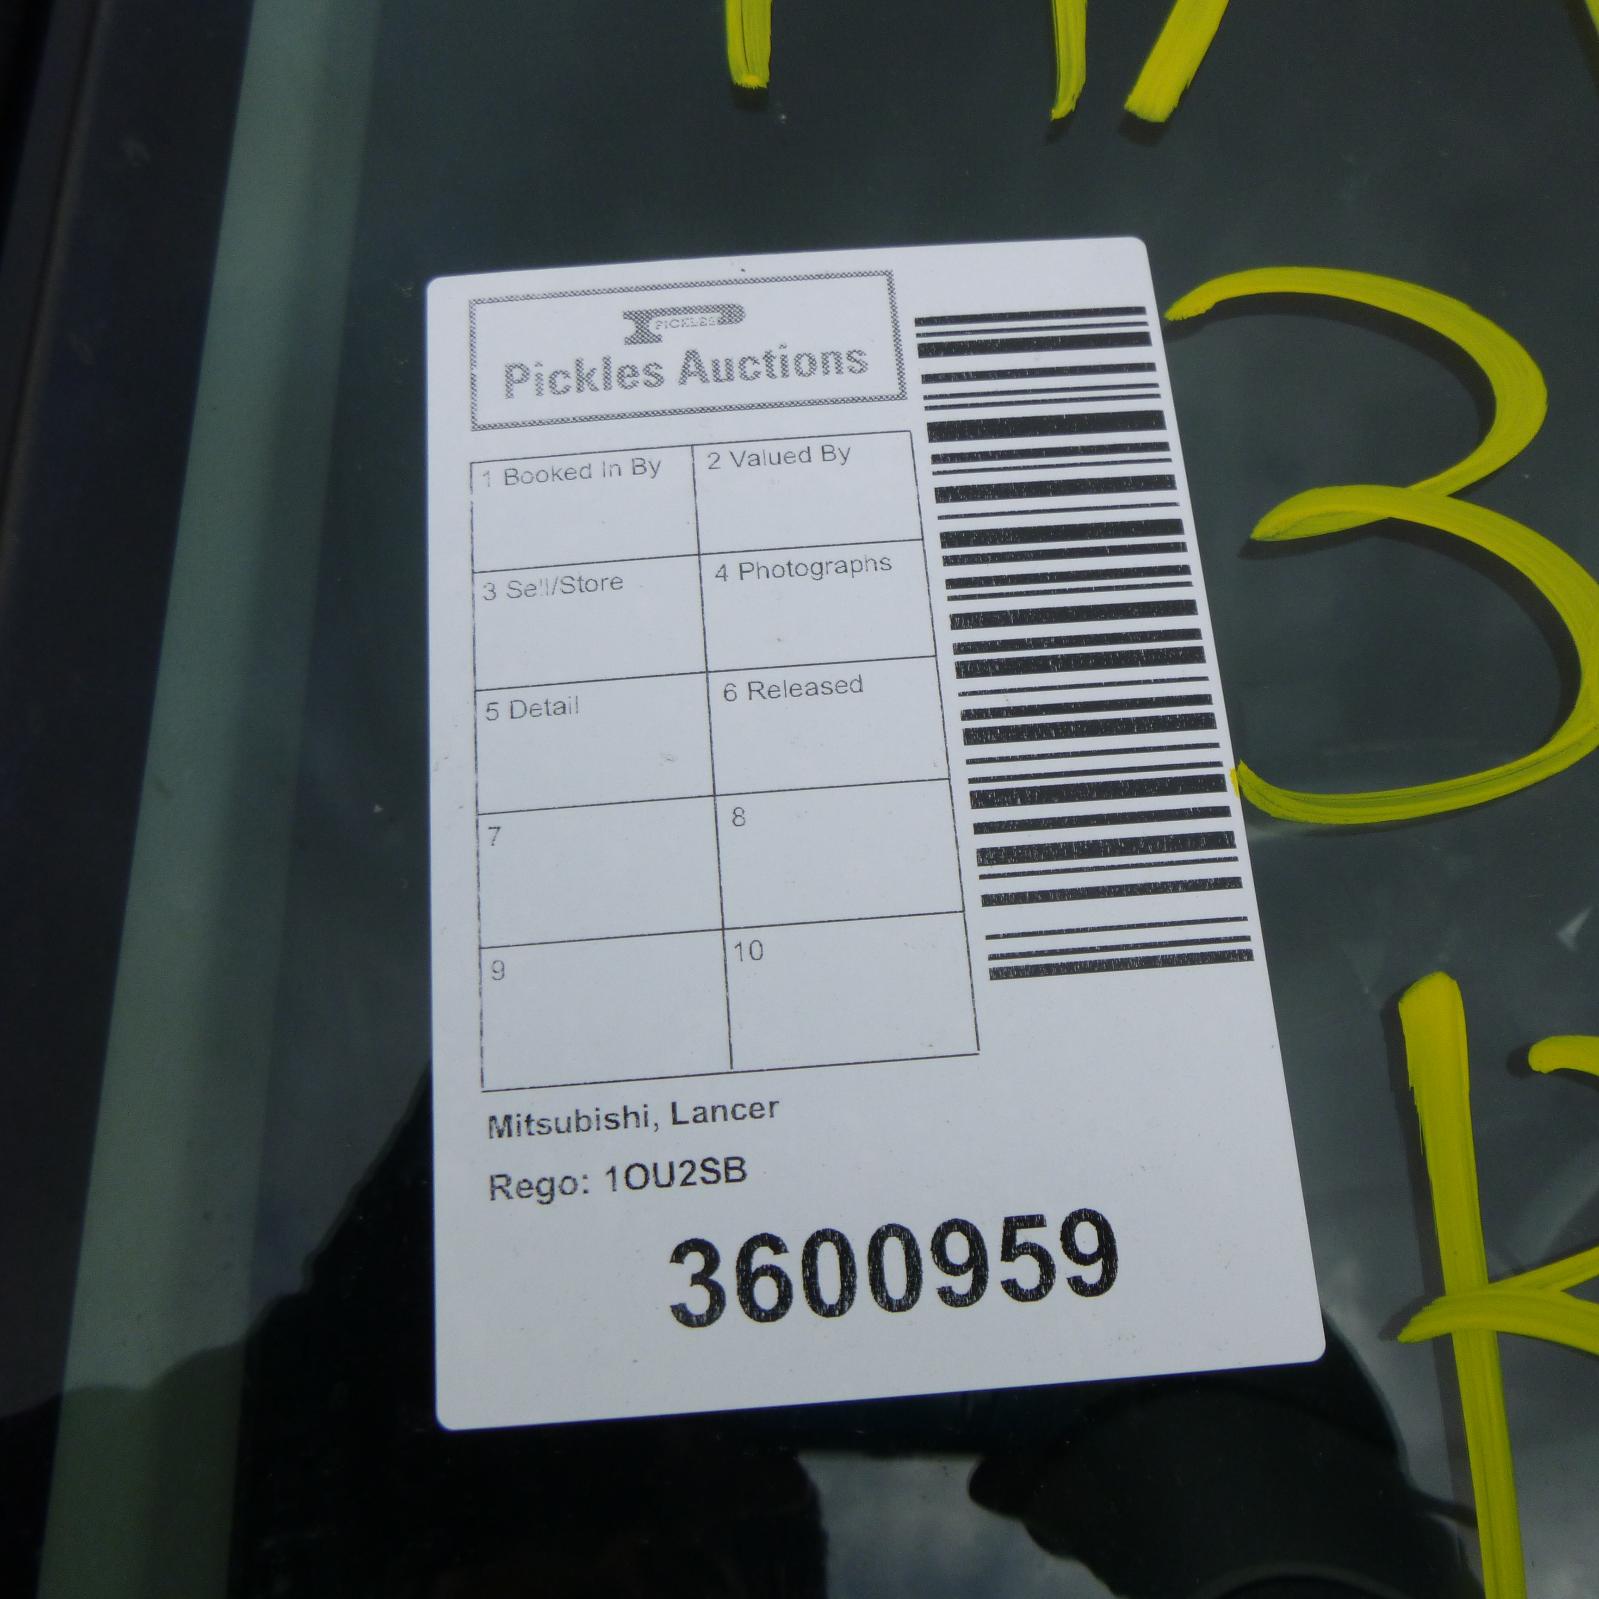 PICKLES
Pickles Auctions
1 Booked In By
2 Valued By
3 Sell/Store
4 Photographs
5 Detail
6 Released
7
8
9
10
Mitsubishi, Lancer
Rego: 1OU2SB
3600959
3